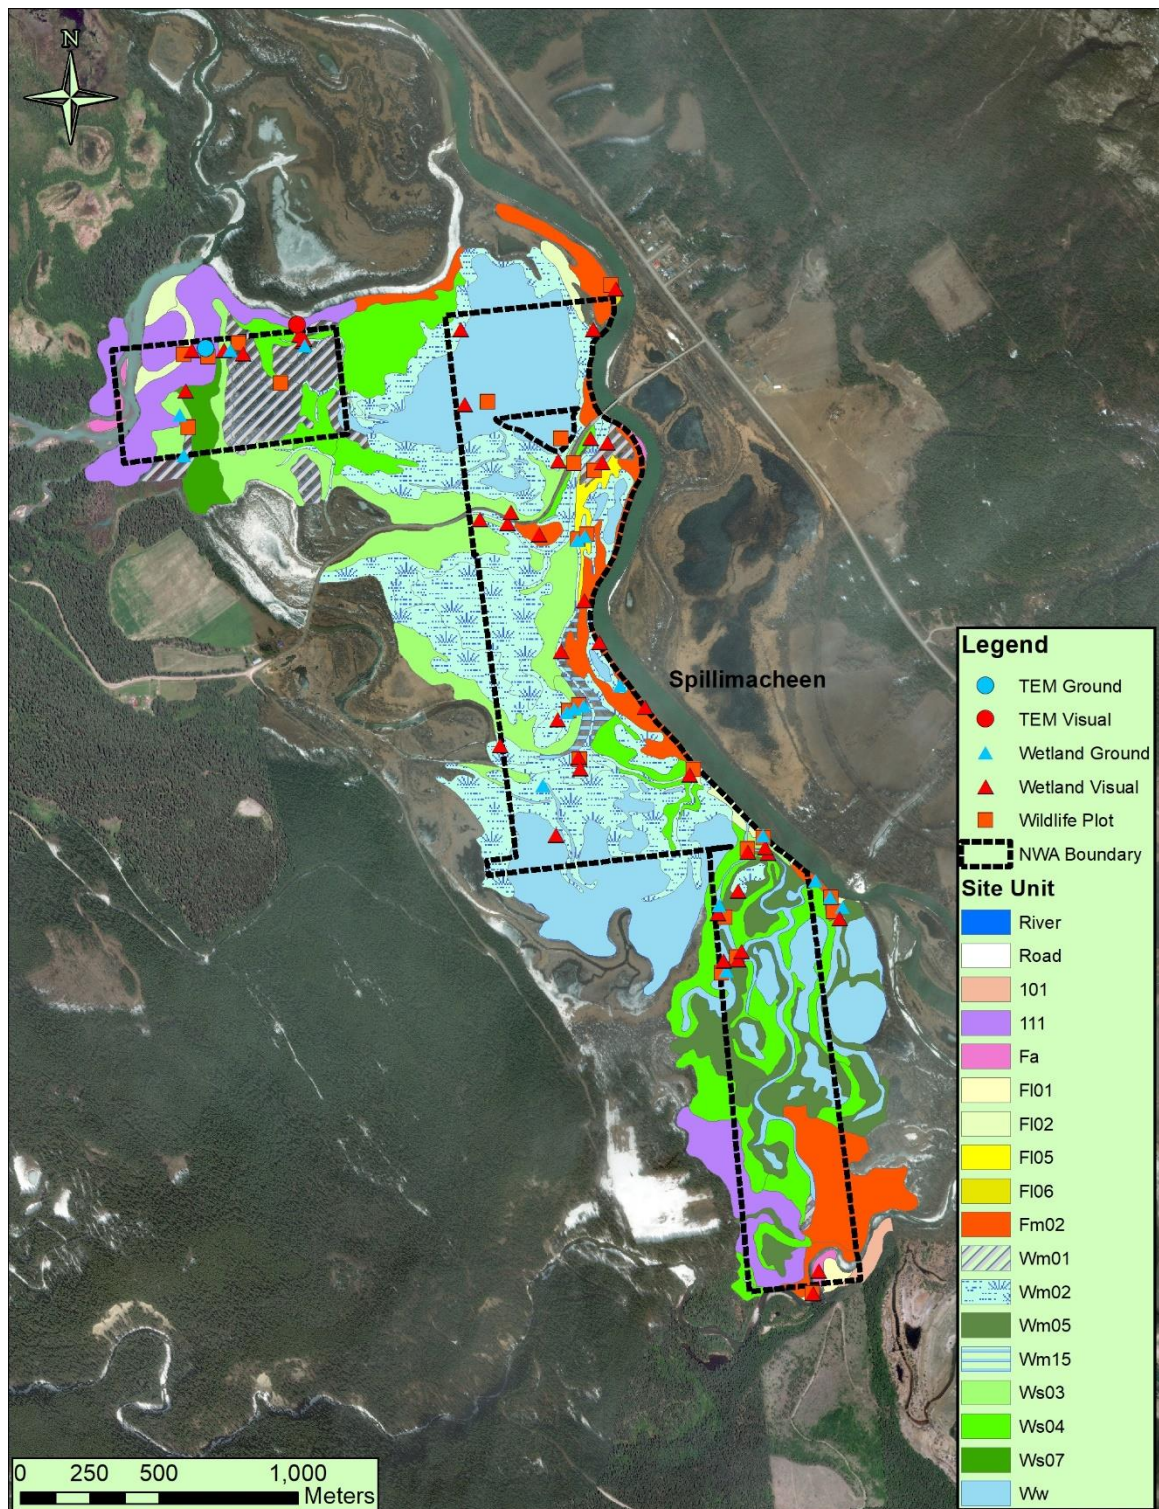 N
Spillimacheen
Legend
TEM Ground
TEM Visual
Wetland Ground
Wetland Visual
Wildlife Plot
NWA Boundary
Site Unit
River
Road
101
111
Fa
Fl01
Fl02
Fl05
Fl06
Fm02
Wm01
Wm02
Wm05
Wm15
Ws03
Ws04
Ws07
Ww
0 250 500 1,000
Meters